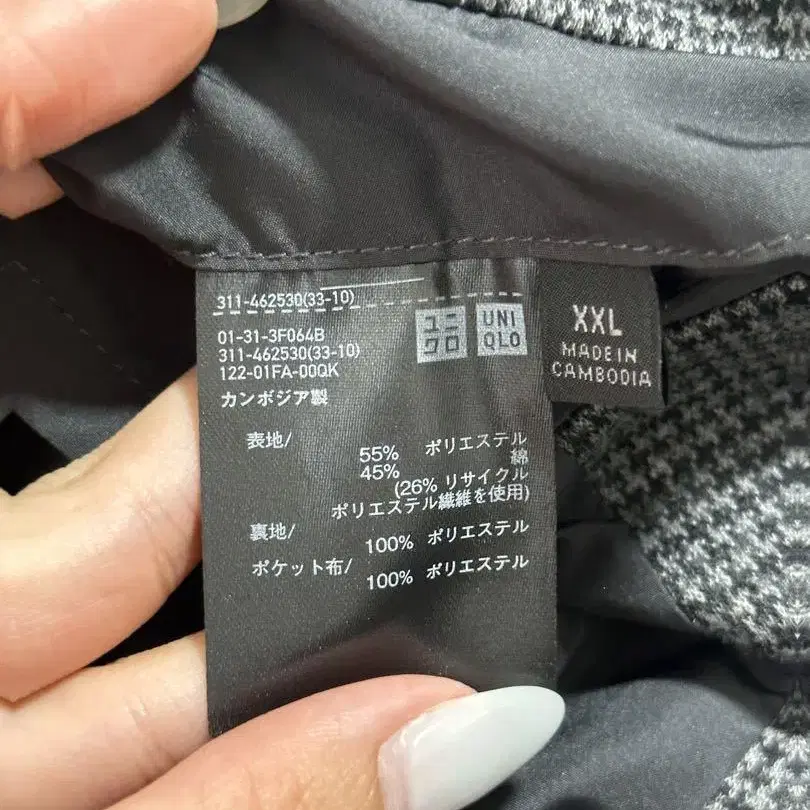 311-462530(33-10)
01-31-3F064B
311-462530(33-10)
122-01FA-00QK
カンボジア製
ユニ
クロ
UNI
QLO
XXL
MADE IN
CAMBODIA
表地/
55% ポリエステル
45% 綿
(26% リサイクル
ポリエステル繊維を使用)
裏地/
100% ポリエステル
ポケット布/
100% ポリエステル